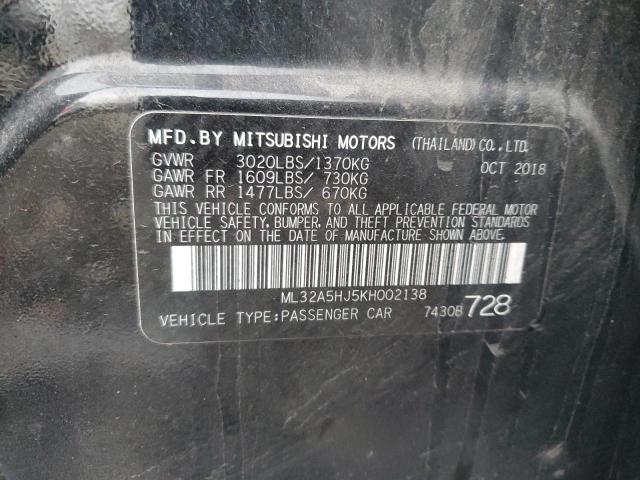 MFD.BY MITSUBISHI MOTORS (THAILAND) CO., LTD.
GVWR 3020LBS/1370KG OCT 2018
GAWR FR 1609LBS/ 730KG
GAWR RR 1477LBS/ 670KG
THIS VEHICLE CONFORMS TO ALL APPLICABLE FEDERAL MOTOR
VEHICLE SAFETY, BUMPER, AND THEFT PREVENTION STANDARDS
IN EFFECT ON THE DATE OF MANUFACTURE SHOWN ABOVE.
ML32A5HJ5KH002138
VEHICLE TYPE:PASSENGER CAR 7430B 728